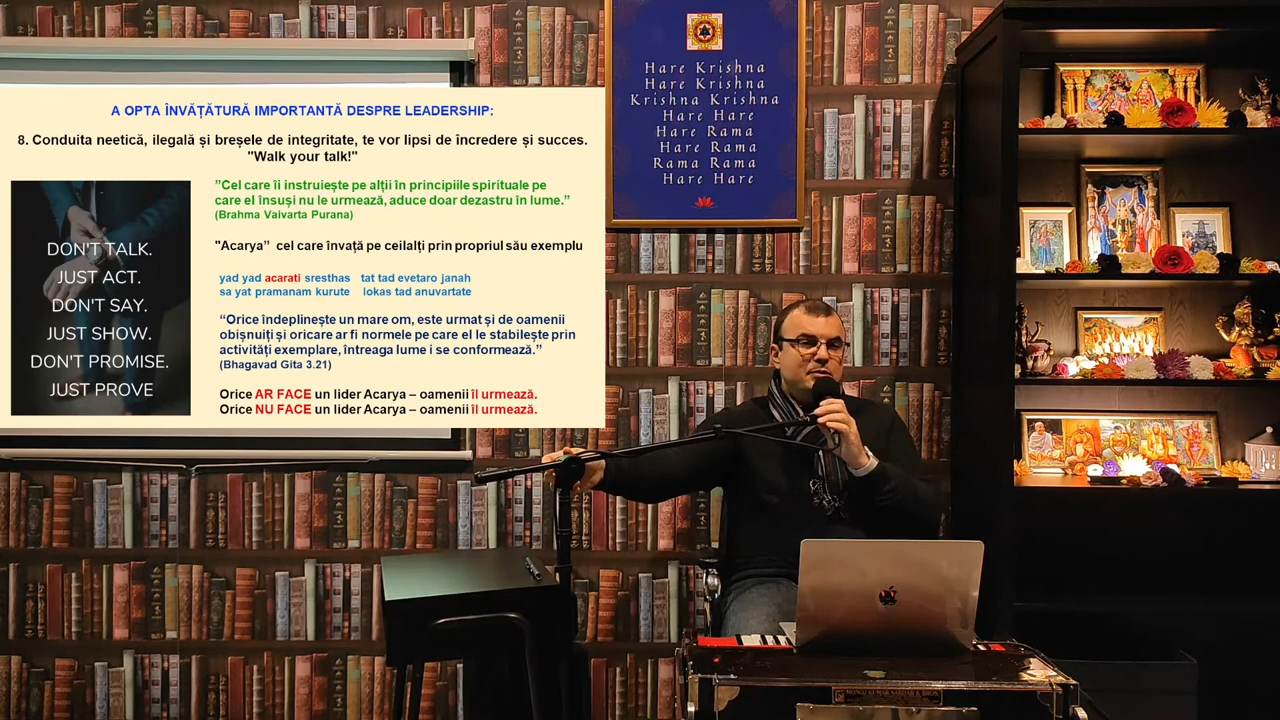 A OPTA ÎNVĂȚĂTURĂ IMPORTANTĂ DESPRE LEADERSHIP:
8. Conduita neetică, ilegală și breșele de integritate, te vor lipsi de încredere și succes.
"Walk your talk!"
DON'T TALK.
JUST ACT.
DON'T SAY.
JUST SHOW.
DON'T PROMISE.
JUST PROVE
”Cel care îi instruiește pe alții în principiile spirituale pe
care el însuși nu le urmează, aduce doar dezastru în lume.”
(Brahma Vaivarta Purana)
"Acarya” cel care învață pe ceilalți prin propriul său exemplu
yad yad acarati sresthas tat tad evetaro janah
sa yat pramanam kurute lokas tad anuvartate
“Orice îndeplinește un mare om, este urmat și de oamenii
obișnuiți și oricare ar fi normele pe care el le stabilește prin
activități exemplare, întreaga lume i se conformează.”
(Bhagavad Gita 3.21)
Orice AR FACE un lider Acarya – oamenii îl urmează.
Orice NU FACE un lider Acarya – oamenii îl urmează.
Hare Krishna
Hare Krishna
Krishna Krishna
Hare Hare
Hare Rama
Hare Rama
Rama Rama
Hare Hare